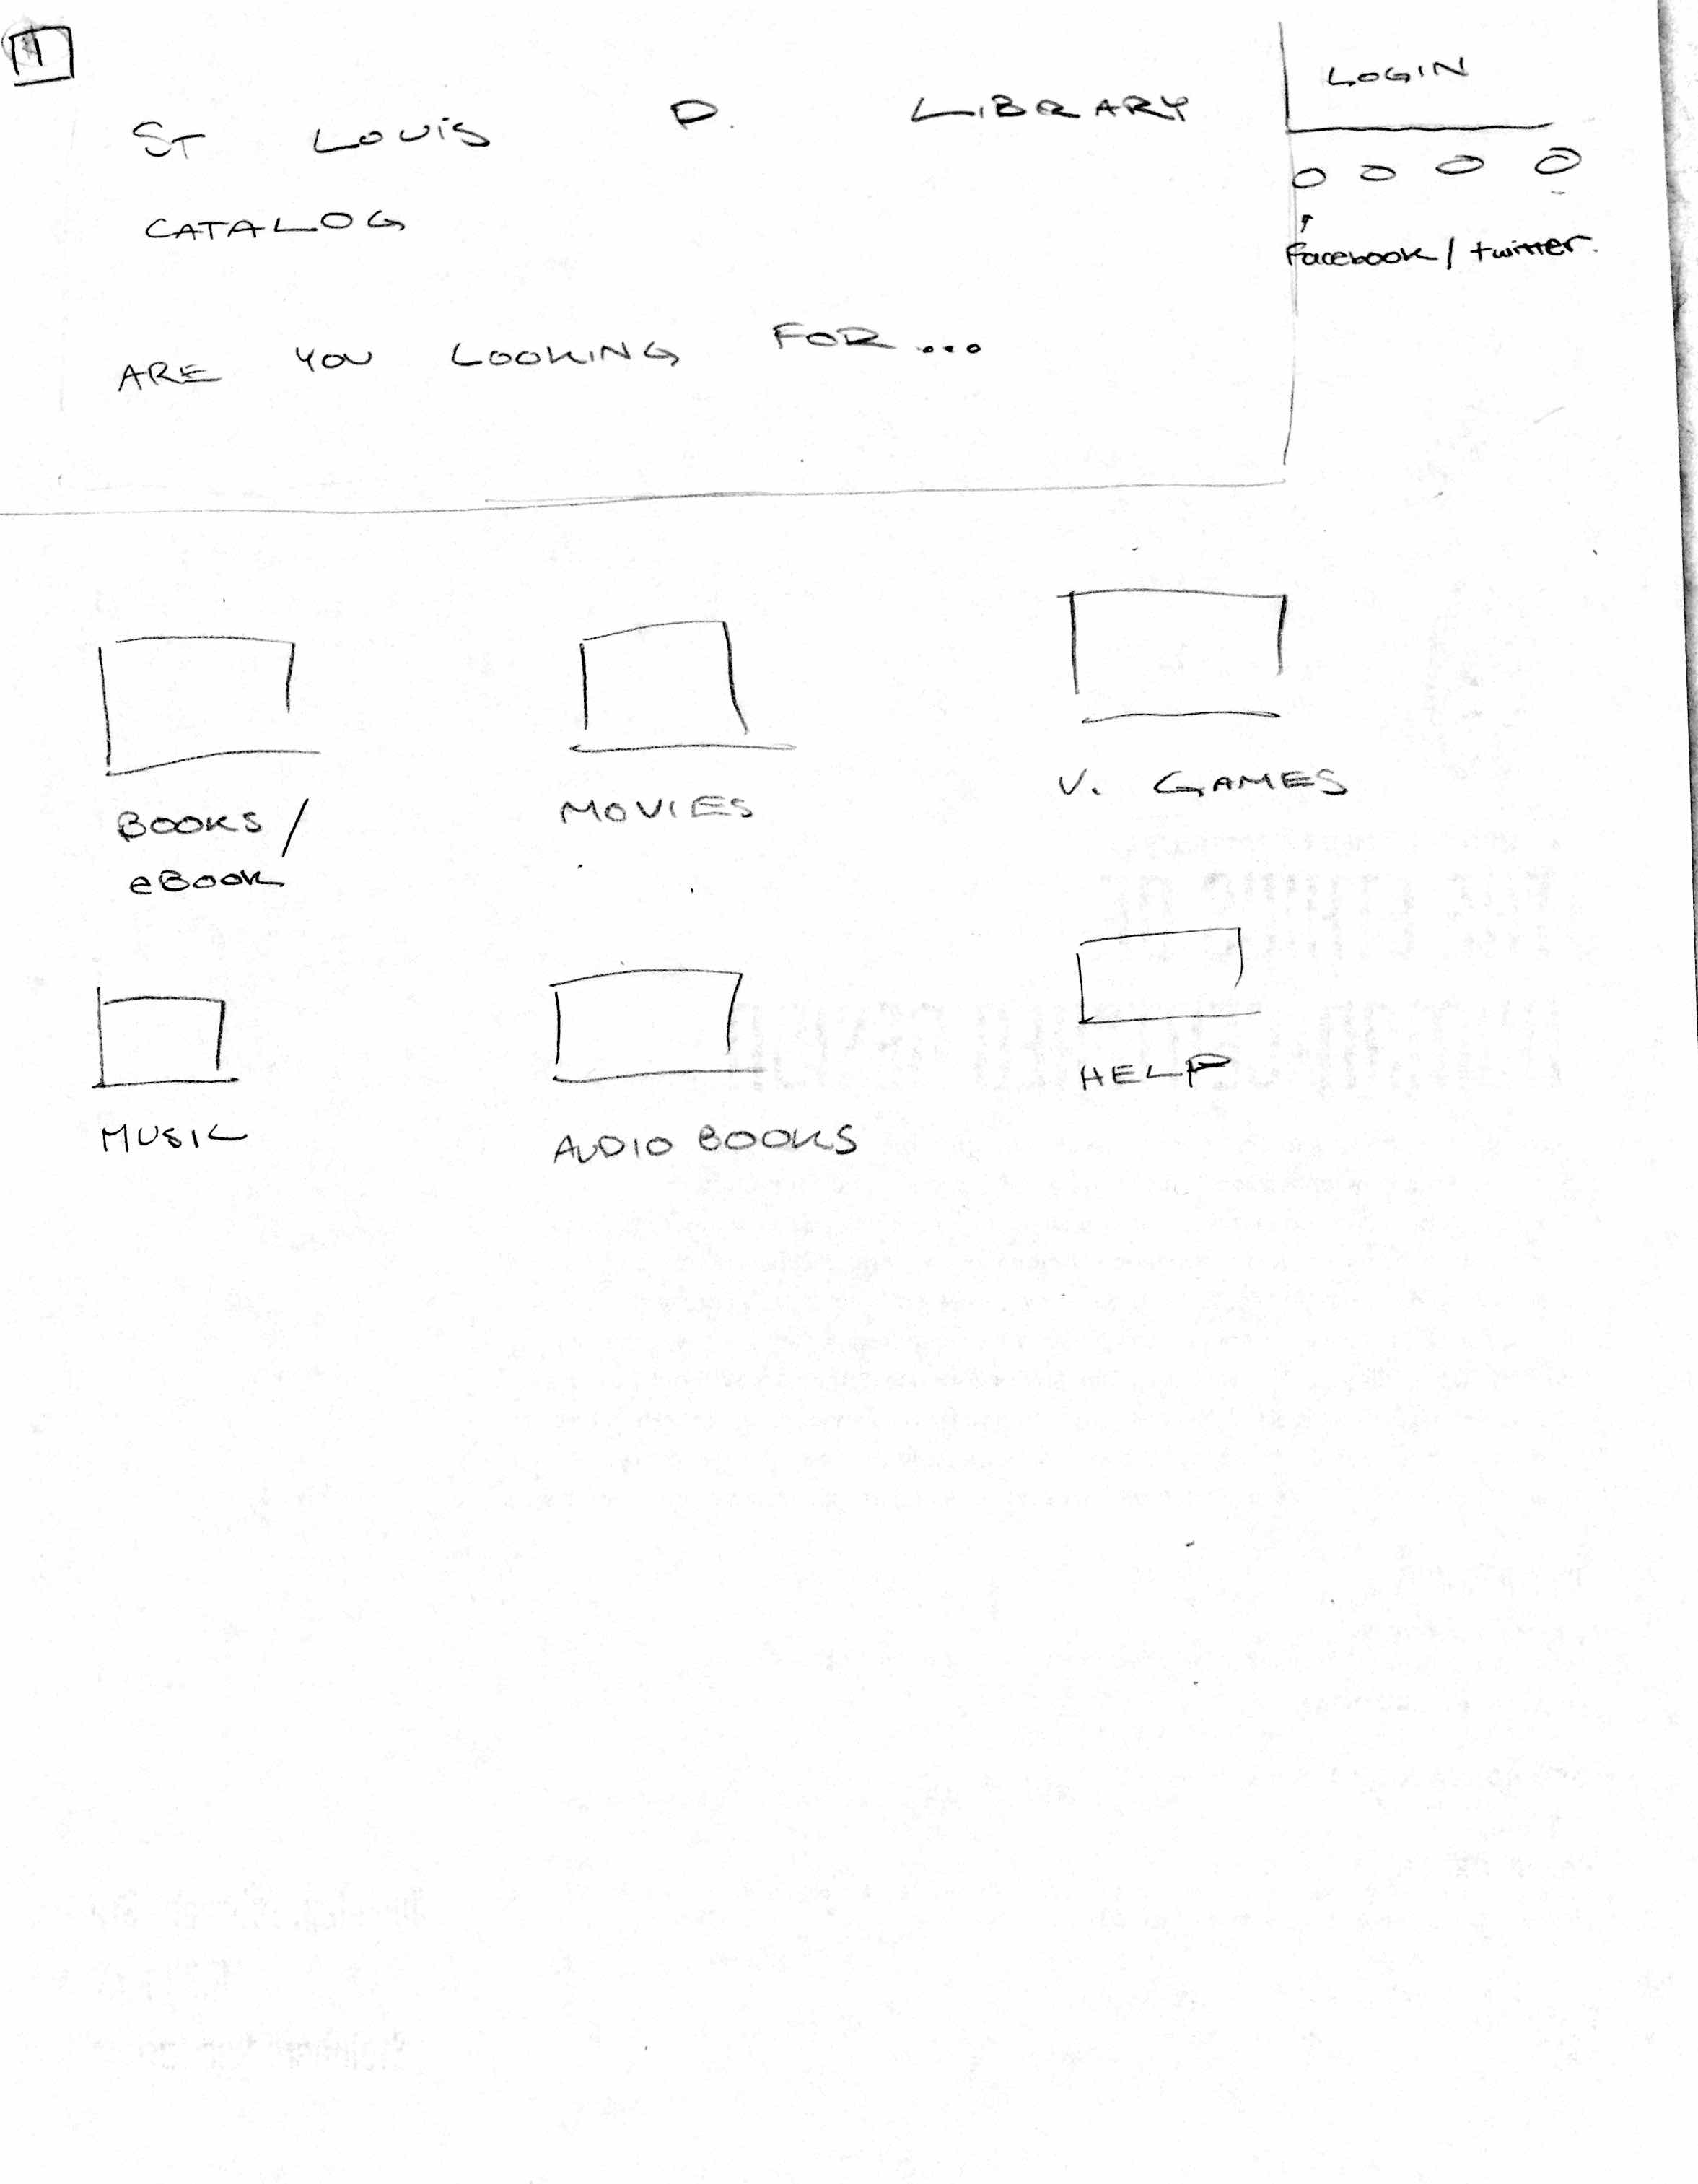 1
ST LOUIS P. LIBRARY
LOGIN
CATALOG
facebook / twitter.
ARE YOU LOOKING FOR...
BOOKS /
eBook
MOVIES
V. GAMES
MUSIC
AUDIO BOOKS
HELP